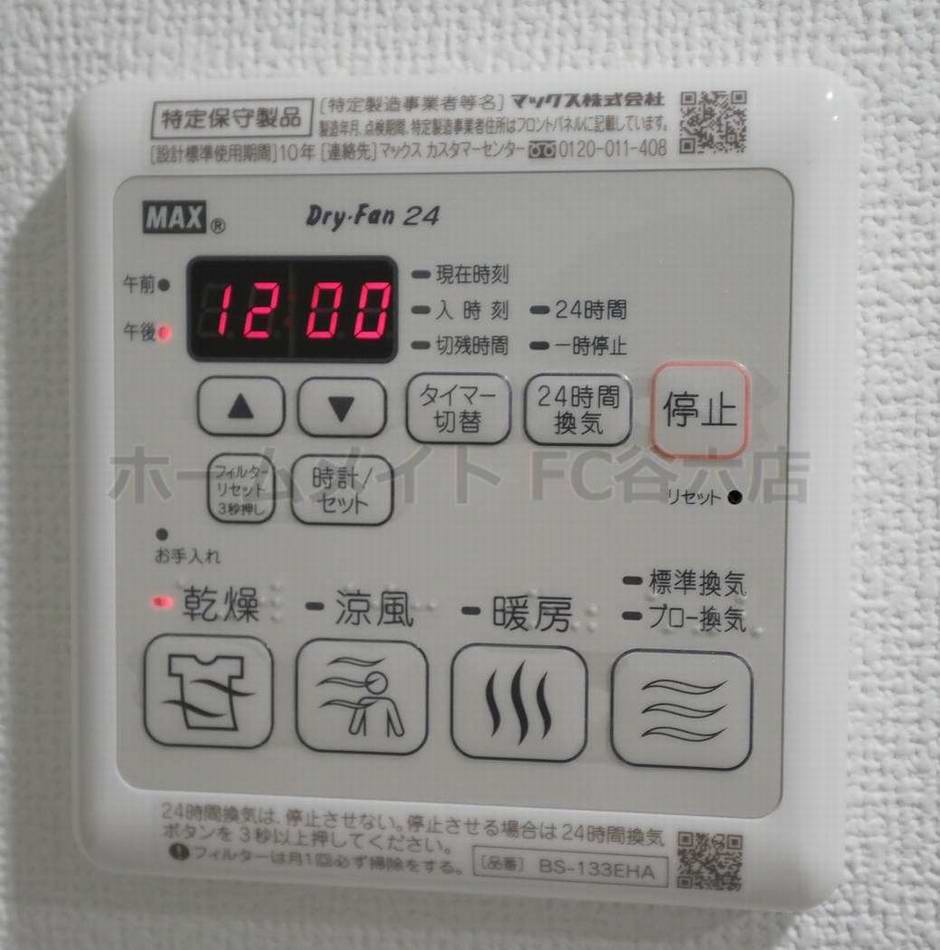 特定保守製品
[特定製造事業者等名] マックス株式会社
製造年月、点検期間、特定製造事業者住所はフロントパネルに記載しています。
[設計標準使用期間]10年 [連絡先]マックス カスタマーセンター 0120-011-408
MAX® Dry・Fan 24
午前
午後
12:00
現在時刻
入時刻 24時間
切残時間 一時停止
▲ ▼
タイマー
切替
24時間
換気
停止
フィルター
リセット
3秒押し
時計/
セット
リセット
ホームメイト FC谷六店
お手入れ
乾燥 涼風 暖房
標準換気
ブロー換気
24時間換気は、停止させない。停止させる場合は24時間換気
ボタンを3秒以上押してください。
フィルターは月1回必ず掃除をする。 [品番] BS-133EHA